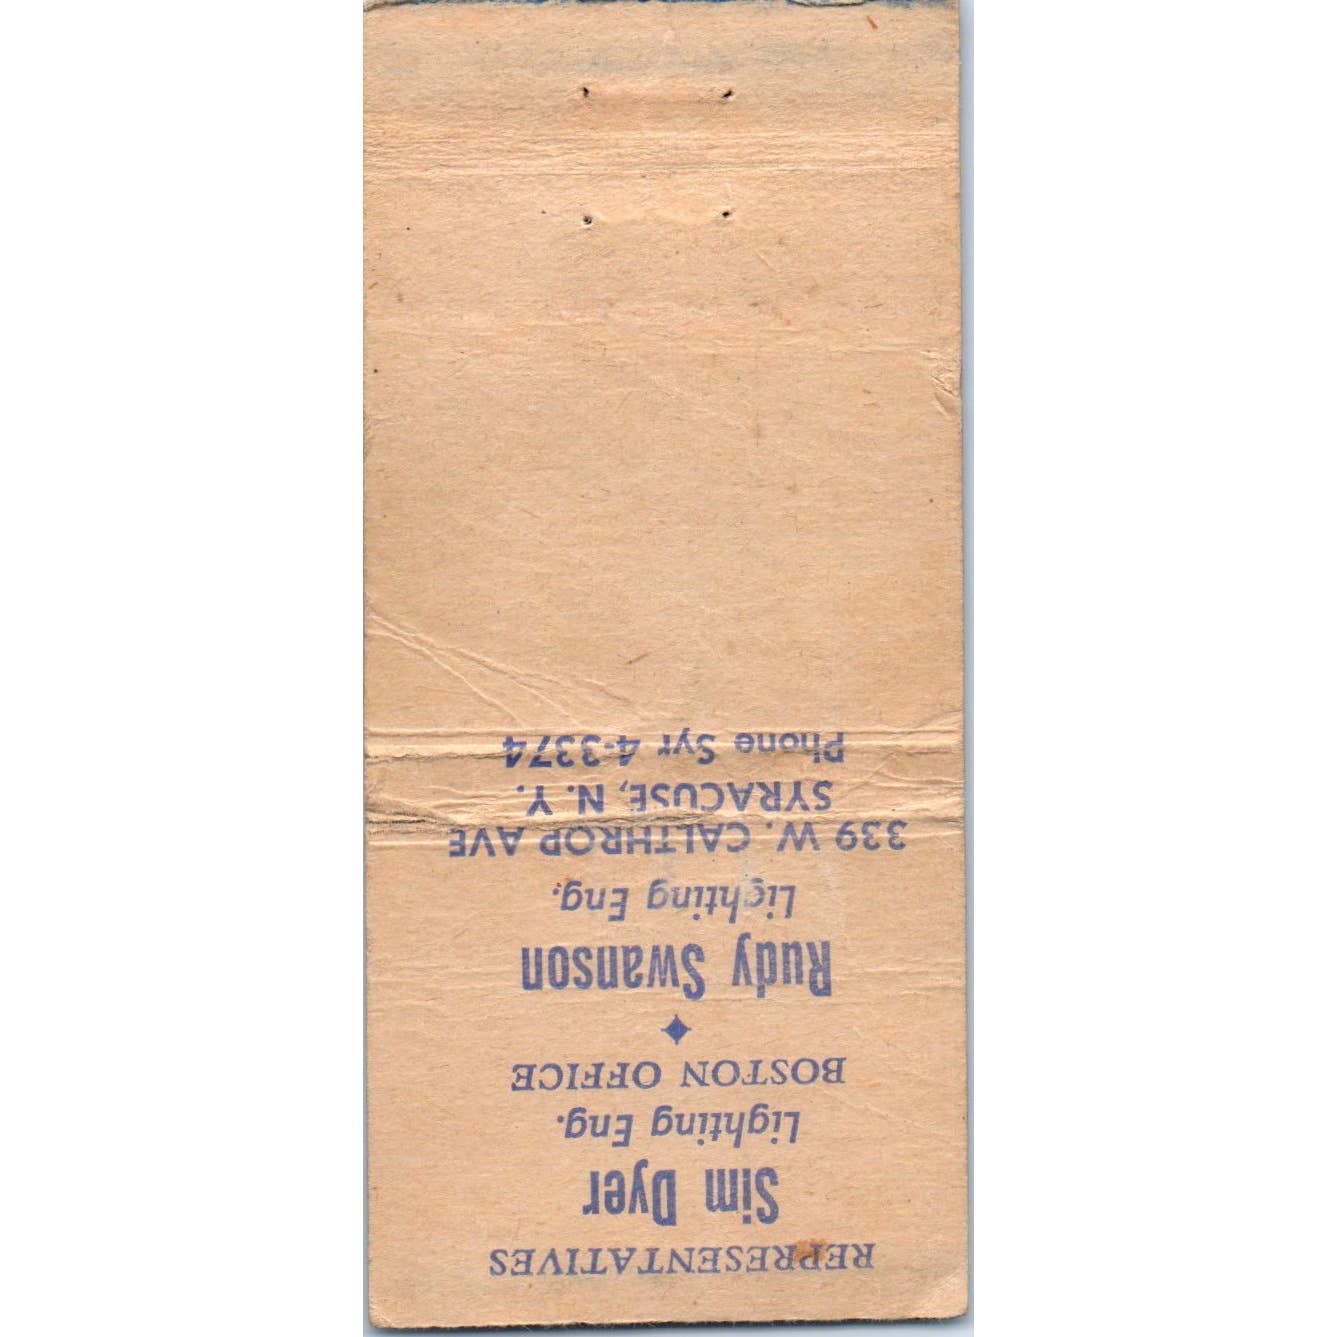 REPRESENTATIVES
Sim Dyer
Lighting Eng.
BOSTON OFFICE
Rudy Swanson
Lighting Eng.
339 W. CALTHROP AVE
SYRACUSE, N. Y.
Phone Syr 4-3374